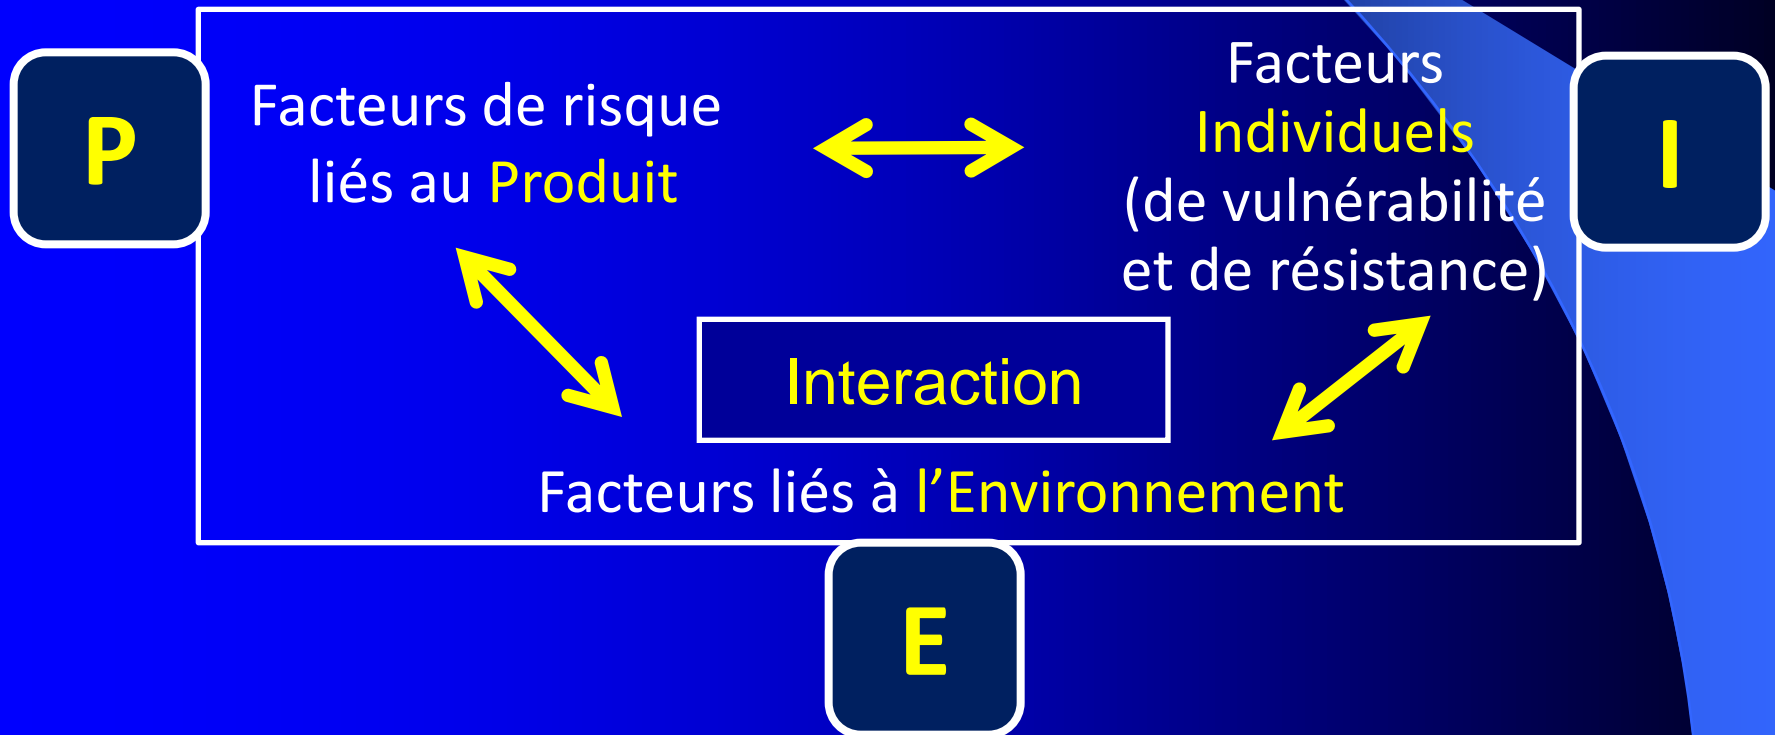 P
Facteurs de risque
liés au Produit
Facteurs
Individuels
(de vulnérabilité
et de résistance)
I
Interaction
Facteurs liés à l’Environnement
E